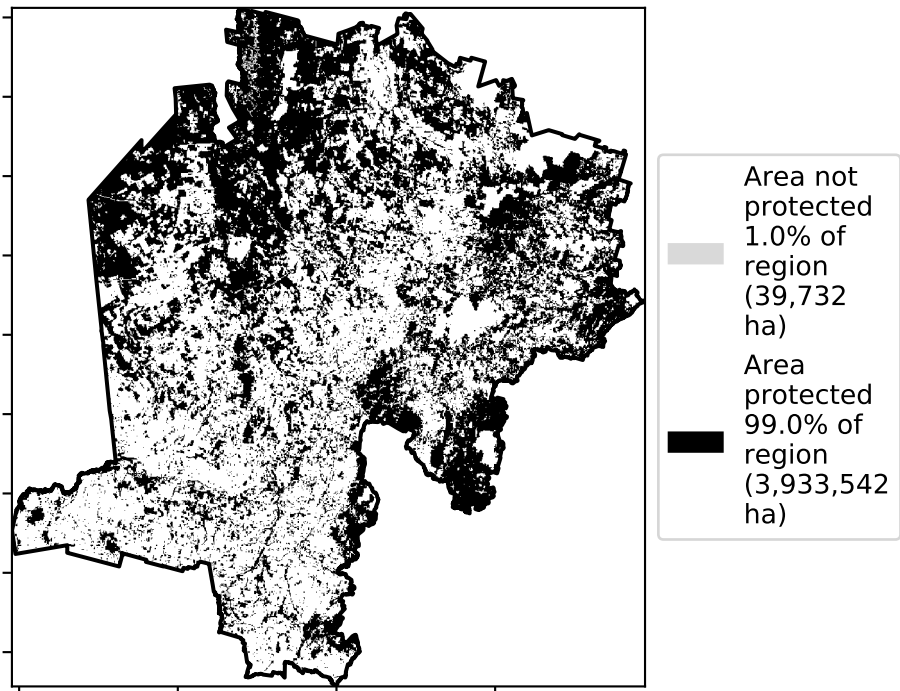 Area not
protected
1.0% of
region
(39,732
ha)
Area
protected
99.0% of
region
(3,933,542
ha)